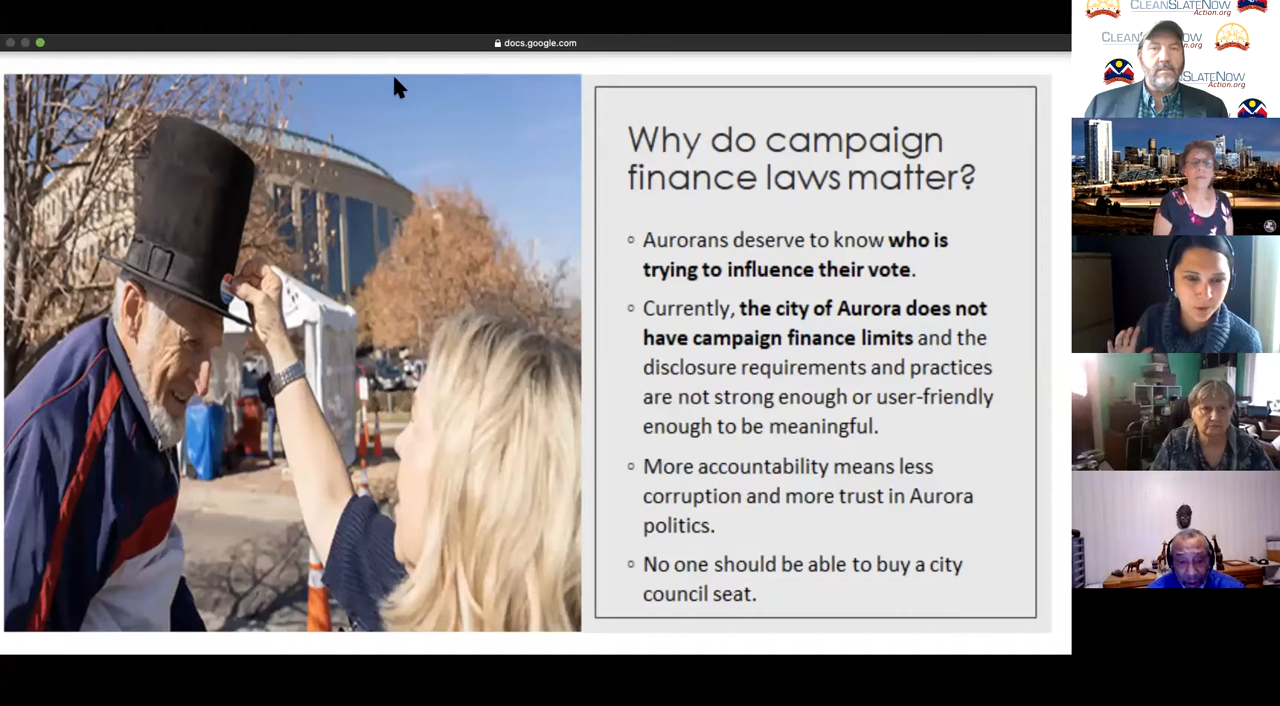 docs.google.com
Why do campaign
finance laws matter?
◦ Aurorans deserve to know who is
trying to influence their vote.
◦ Currently, the city of Aurora does not
have campaign finance limits and the
disclosure requirements and practices
are not strong enough or user-friendly
enough to be meaningful.
◦ More accountability means less
corruption and more trust in Aurora
politics.
◦ No one should be able to buy a city
council seat.
CLEANSLATENOW
Action.org